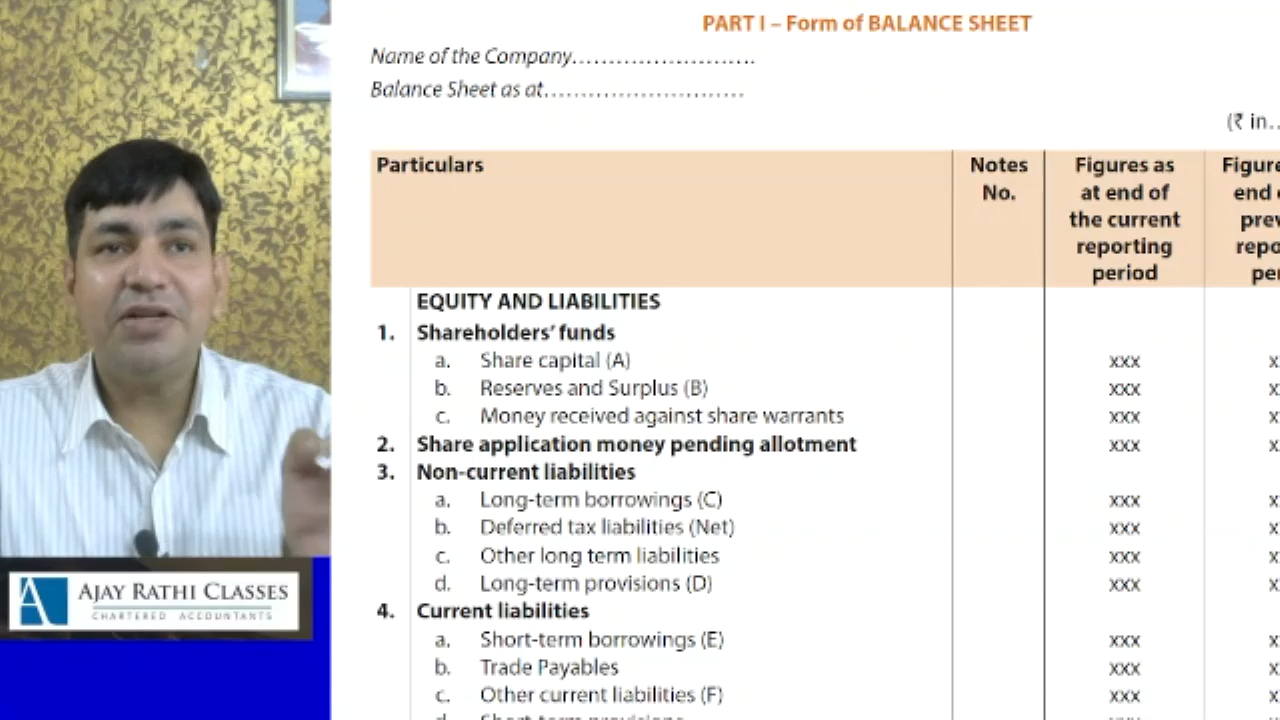 PART I – Form of BALANCE SHEET
Name of the Company……………………….
Balance Sheet as at………………………
(₹ in..
Particulars
Notes No.
Figures as at end of the current reporting period
EQUITY AND LIABILITIES
1. Shareholders' funds
a. Share capital (A) xxx
b. Reserves and Surplus (B) xxx
c. Money received against share warrants xxx
2. Share application money pending allotment xxx
3. Non-current liabilities
a. Long-term borrowings (C) xxx
b. Deferred tax liabilities (Net) xxx
c. Other long term liabilities xxx
d. Long-term provisions (D) xxx
4. Current liabilities
a. Short-term borrowings (E) xxx
b. Trade Payables xxx
c. Other current liabilities (F) xxx
AJAY RATHI CLASSES
CHARTERED ACCOUNTANTS